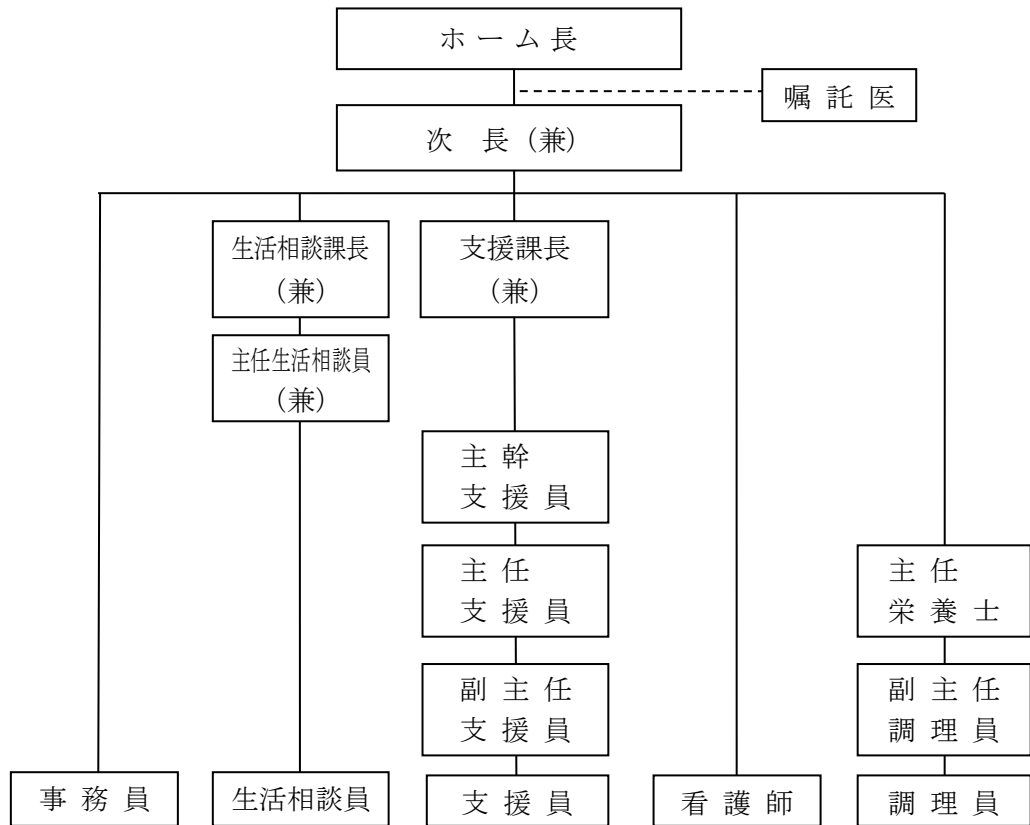 ホーム長
嘱託医
次　長（兼）
生活相談課長
（兼）
支援課長
（兼）
主任生活相談員
（兼）
主幹
支援員
主任
支援員
主任
栄養士
副主任
支援員
副主任
調理員
事務員
生活相談員
支援員
看護師
調理員